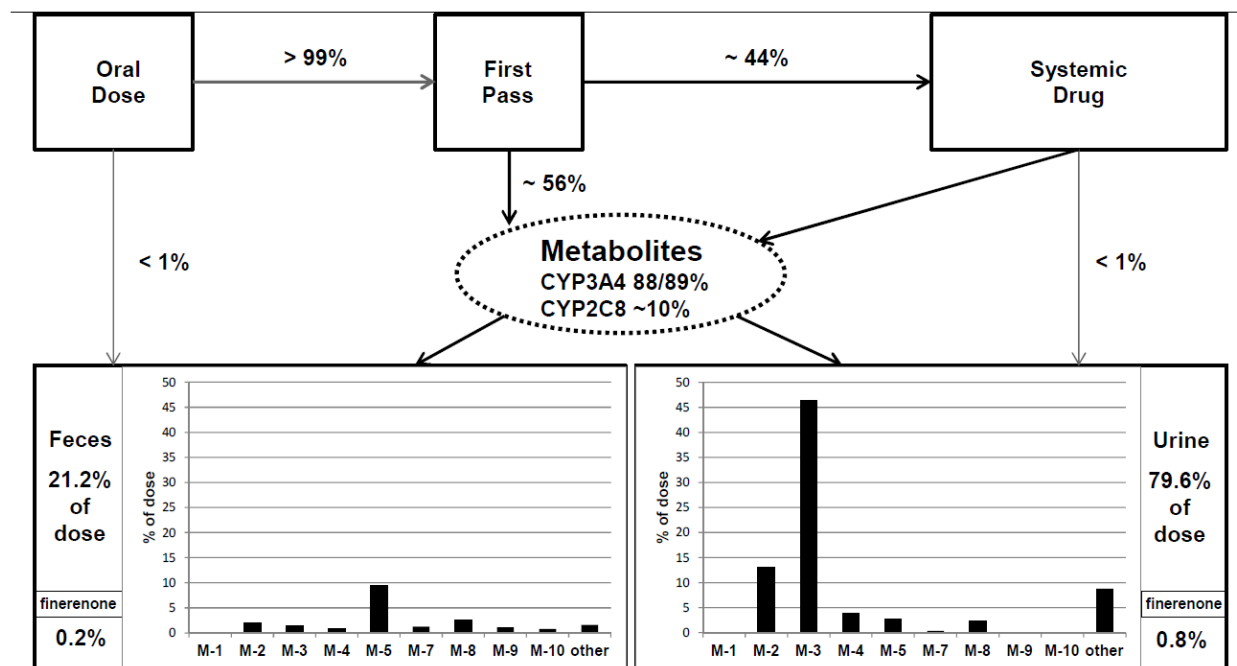 Oral
Dose
> 99%
First
Pass
~ 44%
Systemic
Drug
~ 56%
< 1%
Metabolites
CYP3A4 88/89%
CYP2C8 ~10%
< 1%
Feces
21.2%
of
dose
finerenone
0.2%
% of dose
50
45
40
35
30
25
20
15
10
5
0
M-1 M-2 M-3 M-4 M-5 M-7 M-8 M-9 M-10 other
% of dose
50
45
40
35
30
25
20
15
10
5
0
M-1 M-2 M-3 M-4 M-5 M-7 M-8 M-9 M-10 other
Urine
79.6%
of
dose
finerenone
0.8%